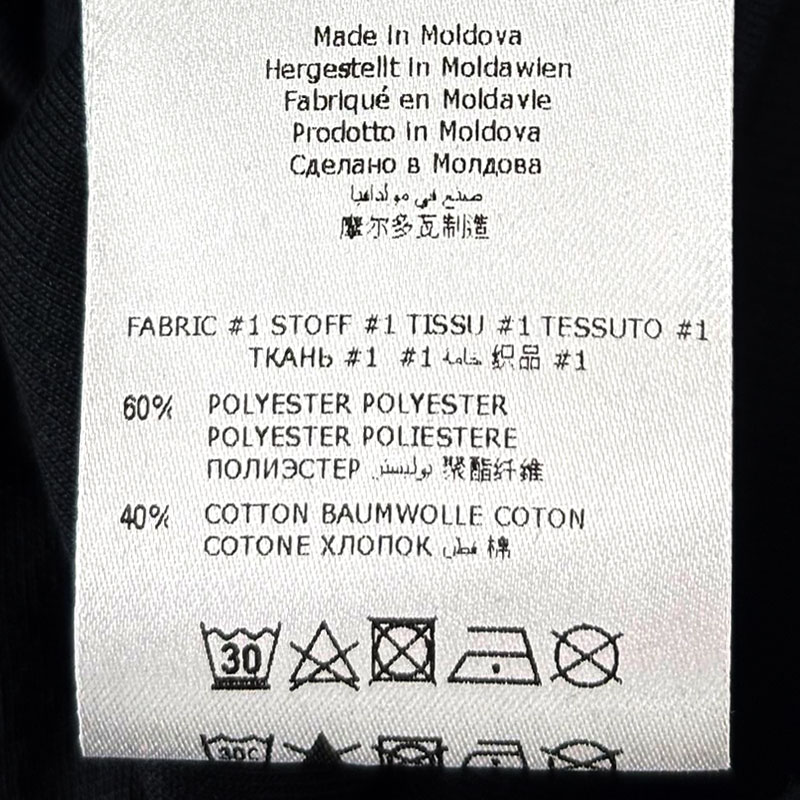 Made in Moldova
Hergestellt in Moldawien
Fabriqué en Moldavie
Prodotto in Moldova
Сделано в Молдова
صنع في مولدافيا
摩尔多瓦制造
FABRIC #1 STOFF #1 TISSU #1 TESSUTO #1
ТКАНЬ #1 #1 خامة 织品 #1
60% POLYESTER POLYESTER
POLYESTER POLIESTERE
ПОЛИЭСТЕР بوليستر 聚酯纤维
40% COTTON BAUMWOLLE COTON
COTONE ХЛОПОК قطن 棉
30
30C